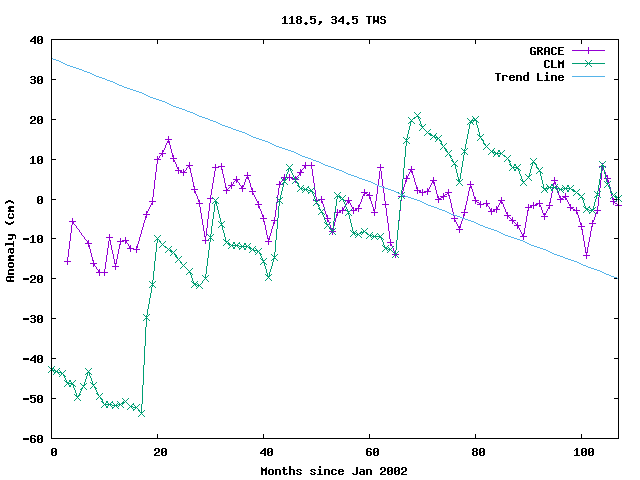 118.5, 34.5 TWS
GRACE
CLM
Trend Line
40
30
20
10
0
-10
-20
-30
-40
-50
-60
Anomaly (cm)
0 20 40 60 80 100
Months since Jan 2002